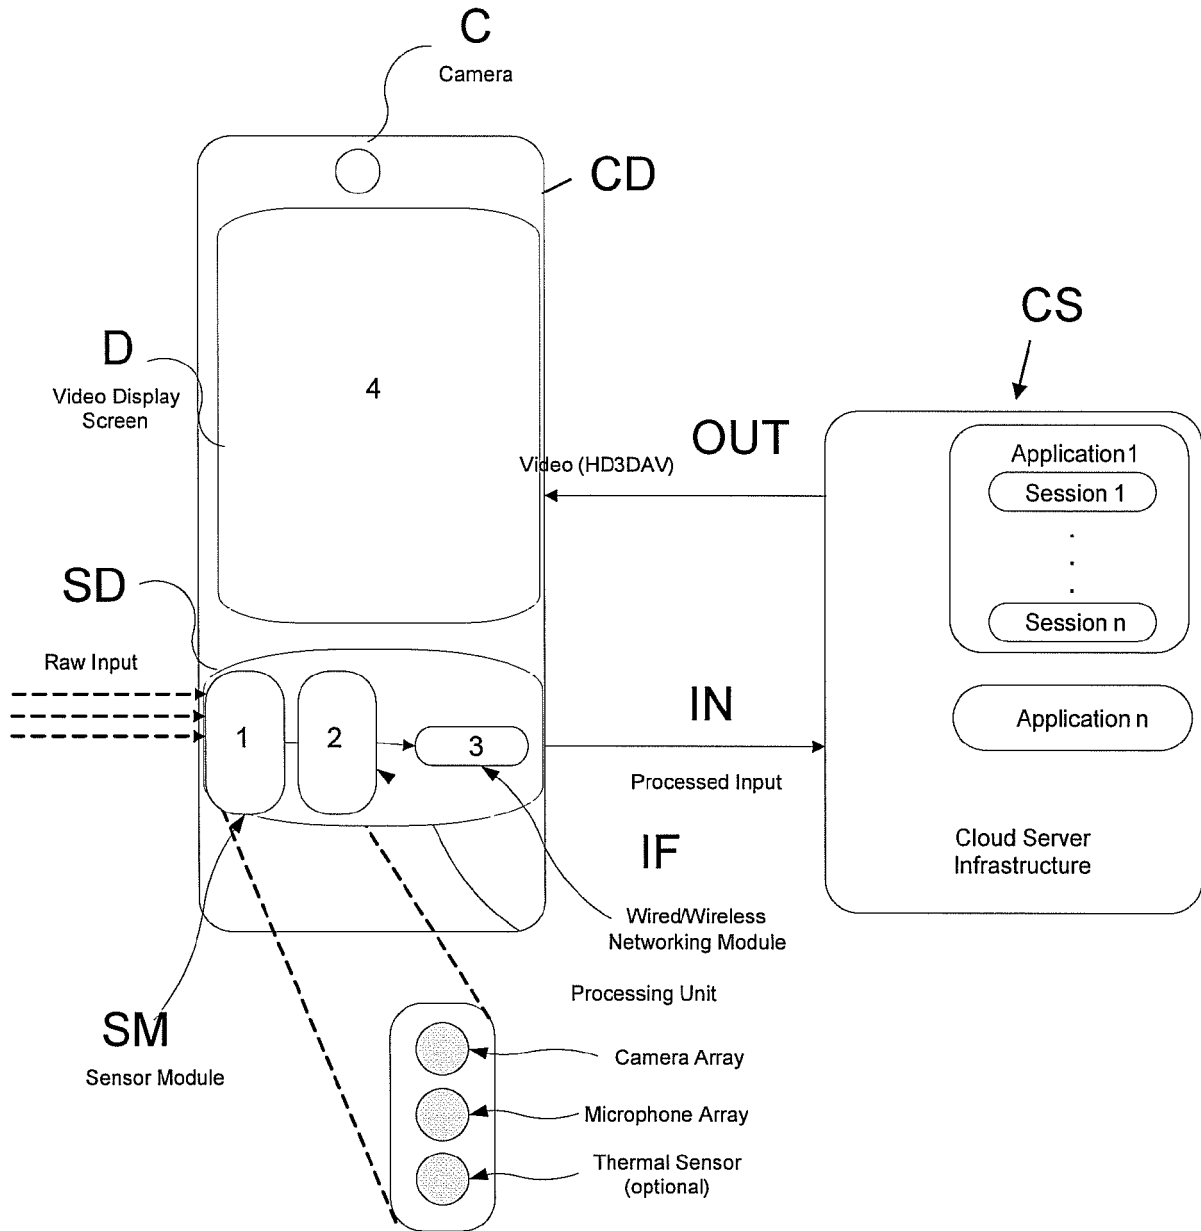 C
Camera
CD
D
Video Display
Screen
4
CS
OUT
Video (HD3DAV)
Application1
Session 1
.
.
.
Session n
SD
Raw Input
1
2
3
IN
Processed Input
Application n
IF
Wired/Wireless
Networking Module
Cloud Server
Infrastructure
Processing Unit
SM
Sensor Module
Camera Array
Microphone Array
Thermal Sensor
(optional)